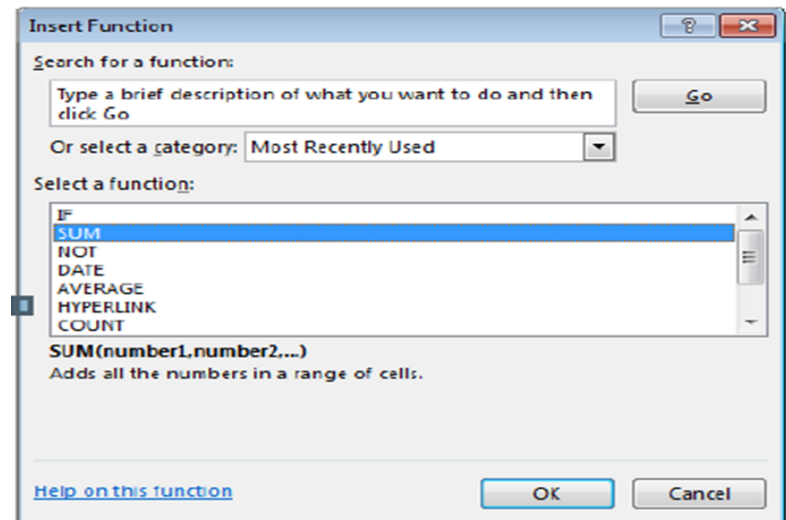 Insert Function
Search for a function:
Type a brief description of what you want to do and then
click Go
Go
Or select a category: Most Recently Used
Select a function:
IF
SUM
NOT
DATE
AVERAGE
HYPERLINK
COUNT
SUM(number1,number2,...)
Adds all the numbers in a range of cells.
Help on this function
OK
Cancel